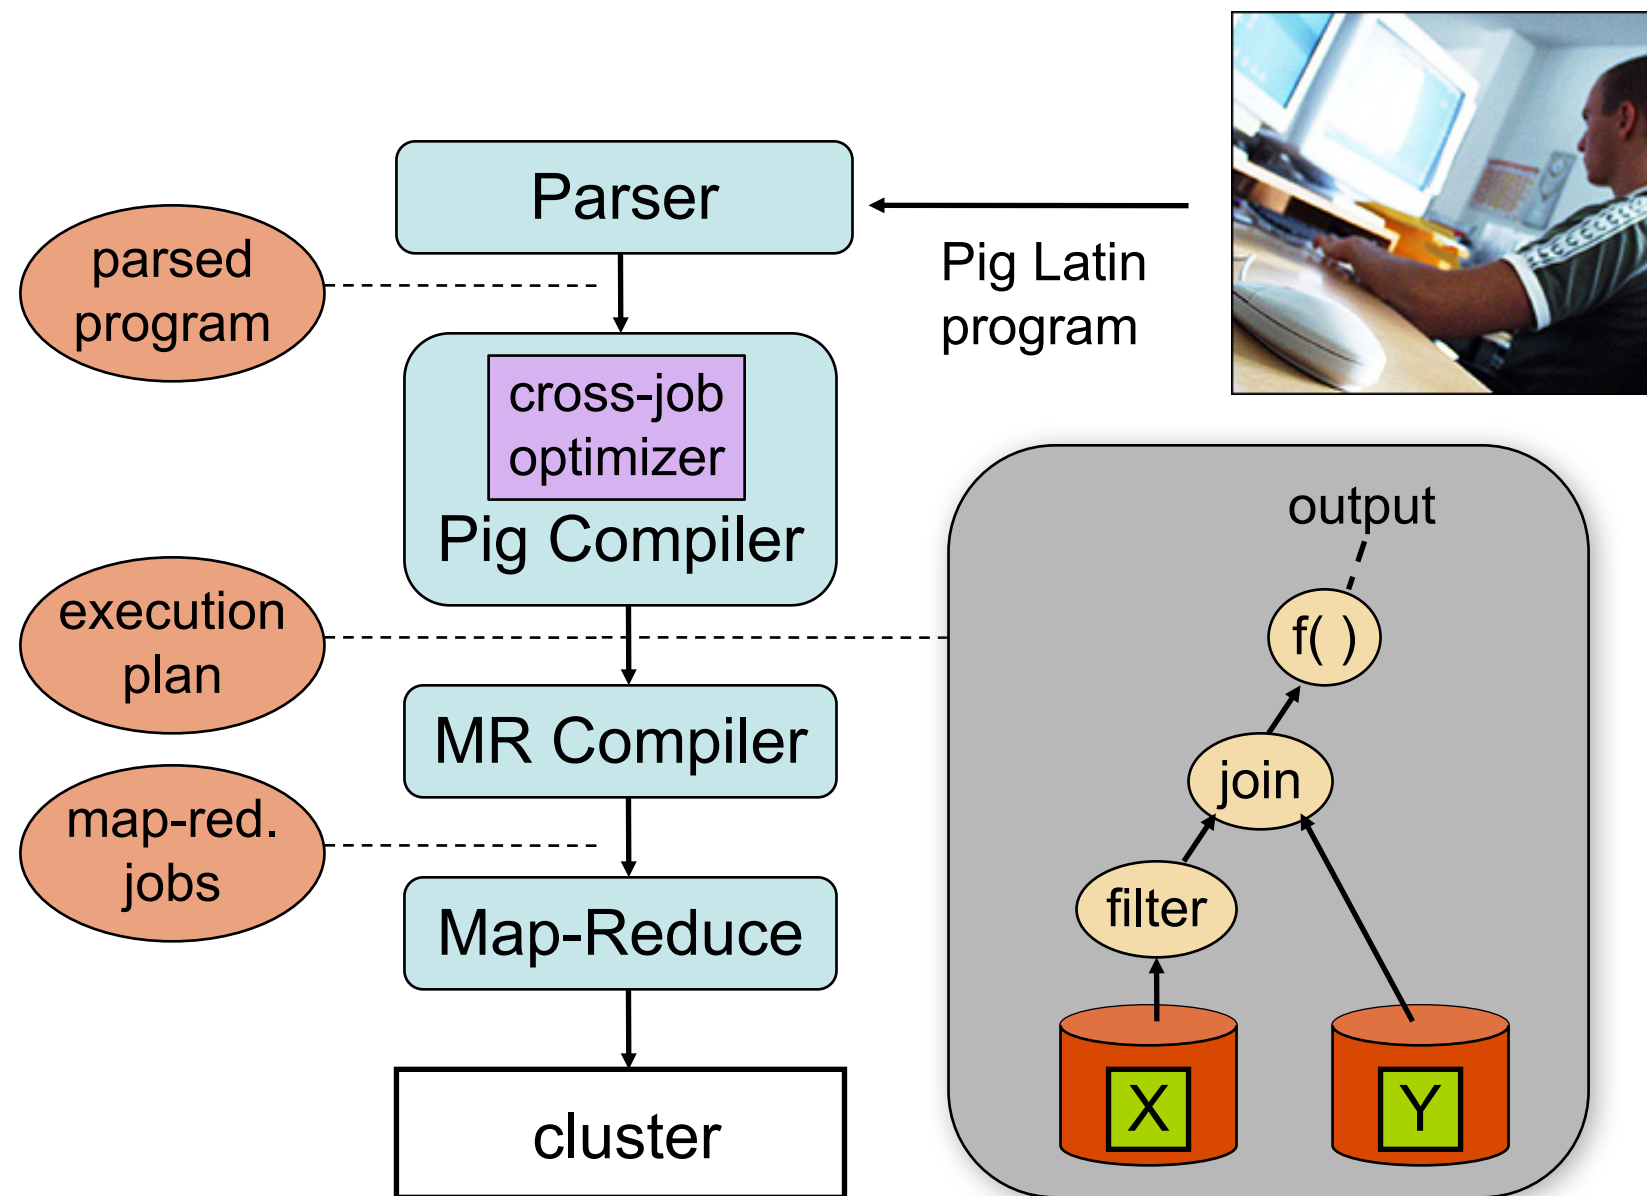 Parser
Pig Latin
program
parsed
program
cross-job
optimizer
Pig Compiler
execution
plan
MR Compiler
map-red.
jobs
Map-Reduce
cluster
output
f( )
join
filter
X
Y